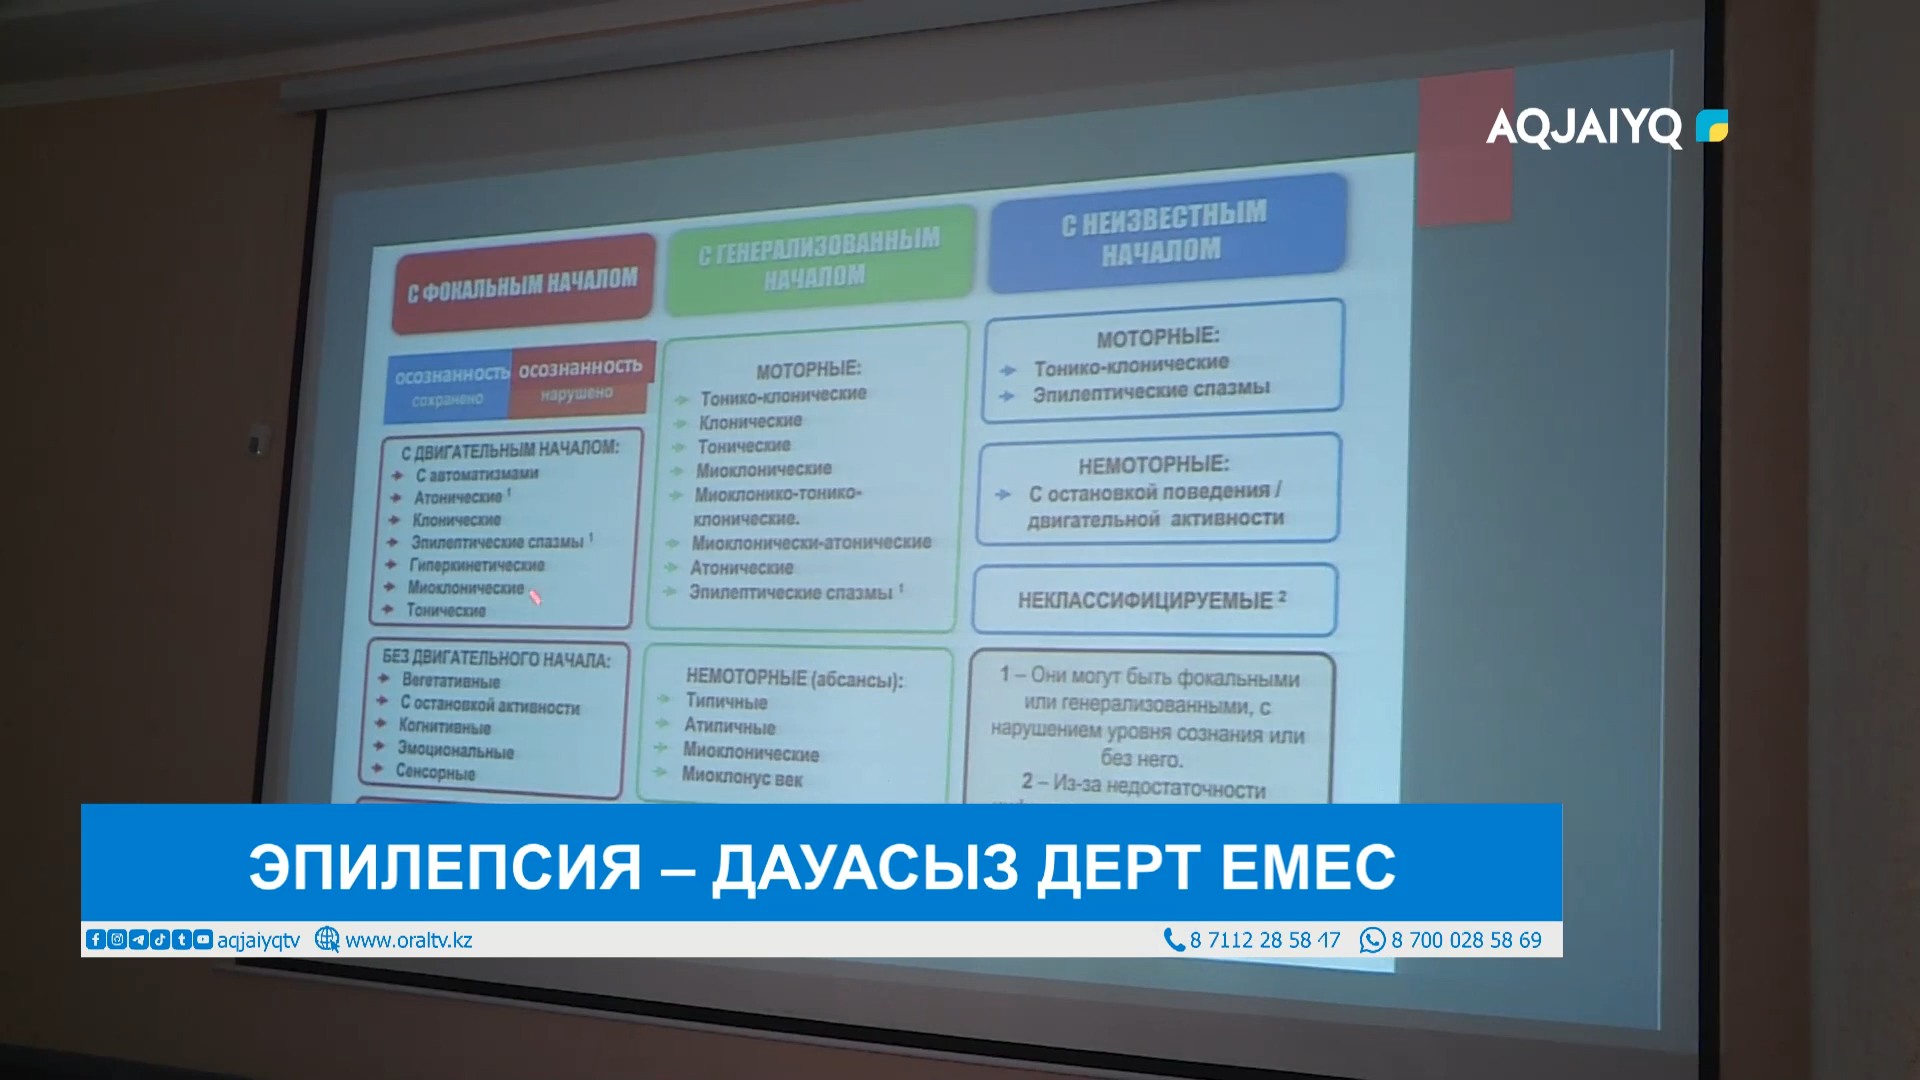 AQJAIYQ
С ФОКАЛЬНЫМ НАЧАЛОМ
осознанность
сохранено
осознанность
нарушено
С ДВИГАТЕЛЬНЫМ НАЧАЛОМ:
С автоматизмами
Атонические ¹
Клонические
Эпилептические спазмы ¹
Гиперкинетические
Миоклонические
Тонические
БЕЗ ДВИГАТЕЛЬНОГО НАЧАЛА:
Вегетативные
С остановкой активности
Когнитивные
Эмоциональные
Сенсорные
С ГЕНЕРАЛИЗОВАННЫМ
НАЧАЛОМ
МОТОРНЫЕ:
Тонико-клонические
Клонические
Тонические
Миоклонические
Миоклонико-тонико-
клонические.
Миоклонически-атонические
Атонические
Эпилептические спазмы ¹
НЕМОТОРНЫЕ (абсансы):
Типичные
Атипичные
Миоклонические
Миоклонус век
С НЕИЗВЕСТНЫМ
НАЧАЛОМ
МОТОРНЫЕ:
Тонико-клонические
Эпилептические спазмы
НЕМОТОРНЫЕ:
С остановкой поведения /
двигательной активности
НЕКЛАССИФИЦИРУЕМЫЕ ²
1 – Они могут быть фокальными
или генерализованными, с
нарушением уровня сознания или
без него.
2 – Из-за недостаточности
ЭПИЛЕПСИЯ – ДАУАСЫЗ ДЕРТ ЕМЕС
aqjaiyqtv www.oraltv.kz 8 7112 28 58 17 8 700 028 58 69